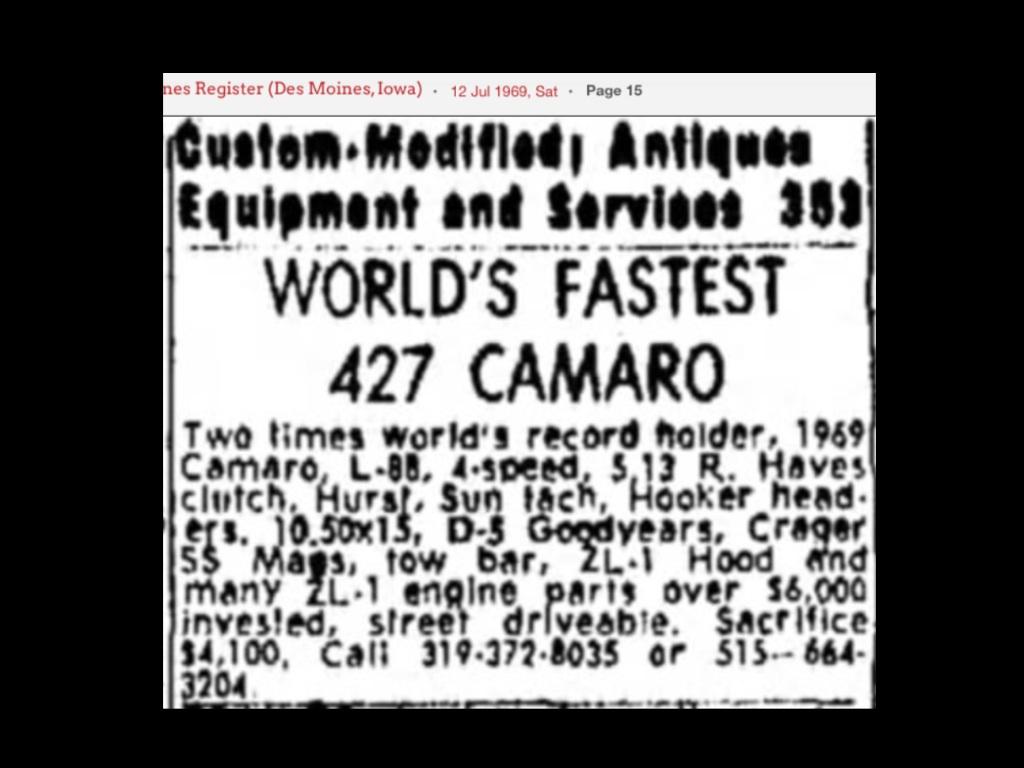 nes Register (Des Moines, Iowa) · 12 Jul 1969, Sat · Page 15
Custom-Modified; Antiques
Equipment and Services 353
WORLD'S FASTEST
427 CAMARO
Two times world's record holder, 1969
Camaro, L-88, 4-speed, 5.13 R. Hayes
clutch, Hurst, Sun tach, Hooker head-
ers. 10.50x15, D-5 Goodyears, Crager
SS Mags, tow bar, ZL-1 Hood and
many ZL-1 engine parts over $6,000
invested, street driveable. Sacrifice
$4,100. Call 319-372-8035 or 515--664-
3204.